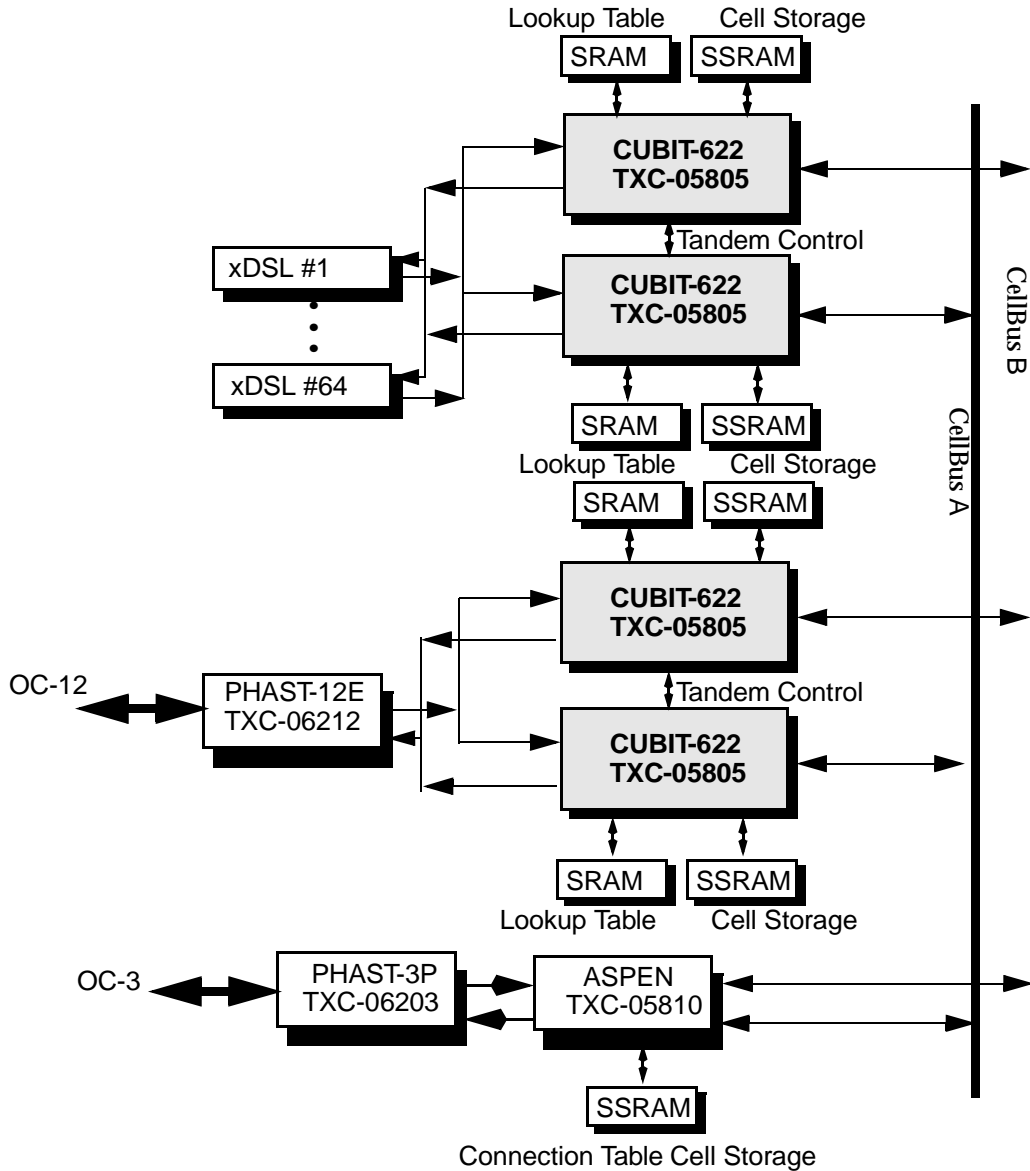 Lookup Table
Cell Storage
SRAM
SSRAM
CUBIT-622
TXC-05805
Tandem Control
xDSL #1
CUBIT-622
TXC-05805
CellBus B
xDSL #64
SRAM
SSRAM
CellBus A
Lookup Table
Cell Storage
SRAM
SSRAM
CUBIT-622
TXC-05805
OC-12
PHAST-12E
TXC-06212
Tandem Control
CUBIT-622
TXC-05805
SRAM
SSRAM
Lookup Table
Cell Storage
OC-3
PHAST-3P
TXC-06203
ASPEN
TXC-05810
SSRAM
Connection Table Cell Storage